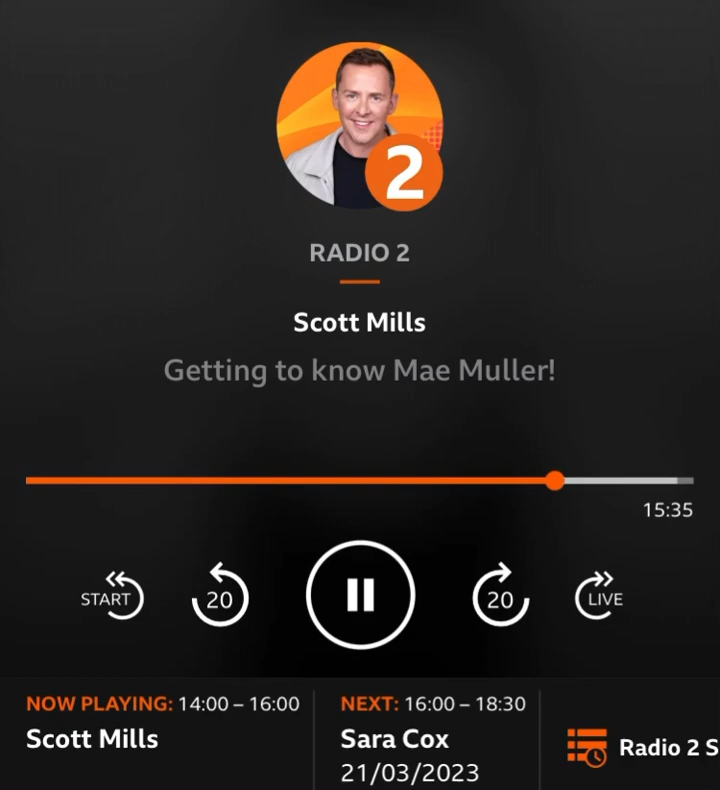 2
RADIO 2
Scott Mills
Getting to know Mae Muller!
15:35
START
20
20
LIVE
NOW PLAYING: 14:00 – 16:00
Scott Mills
NEXT: 16:00 – 18:30
Sara Cox
21/03/2023
Radio 2 S